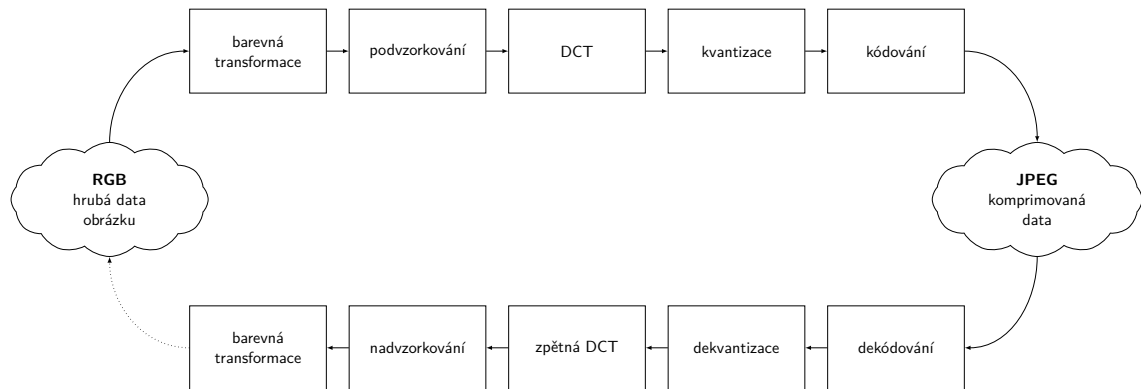 barevná
transformace
podvzorkování
DCT
kvantizace
kódování
RGB
hrubá data
obrázku
JPEG
komprimovaná
data
barevná
transformace
nadvzorkování
zpětná DCT
dekvantizace
dekódování